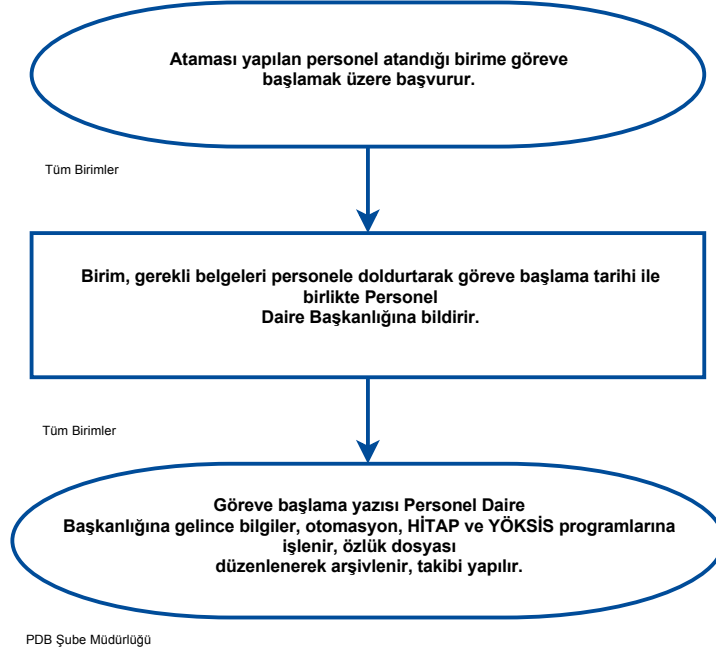 Ataması yapılan personel atandığı birime göreve
başlamak üzere başvurur.
Tüm Birimler
Birim, gerekli belgeleri personele doldurtarak göreve başlama tarihi ile
birlikte Personel
Daire Başkanlığına bildirir.
Tüm Birimler
Göreve başlama yazısı Personel Daire
Başkanlığına gelince bilgiler, otomasyon, HİTAP ve YÖKSİS programlarına
işlenir, özlük dosyası
düzenlenerek arşivlenir, takibi yapılır.
PDB Şube Müdürlüğü